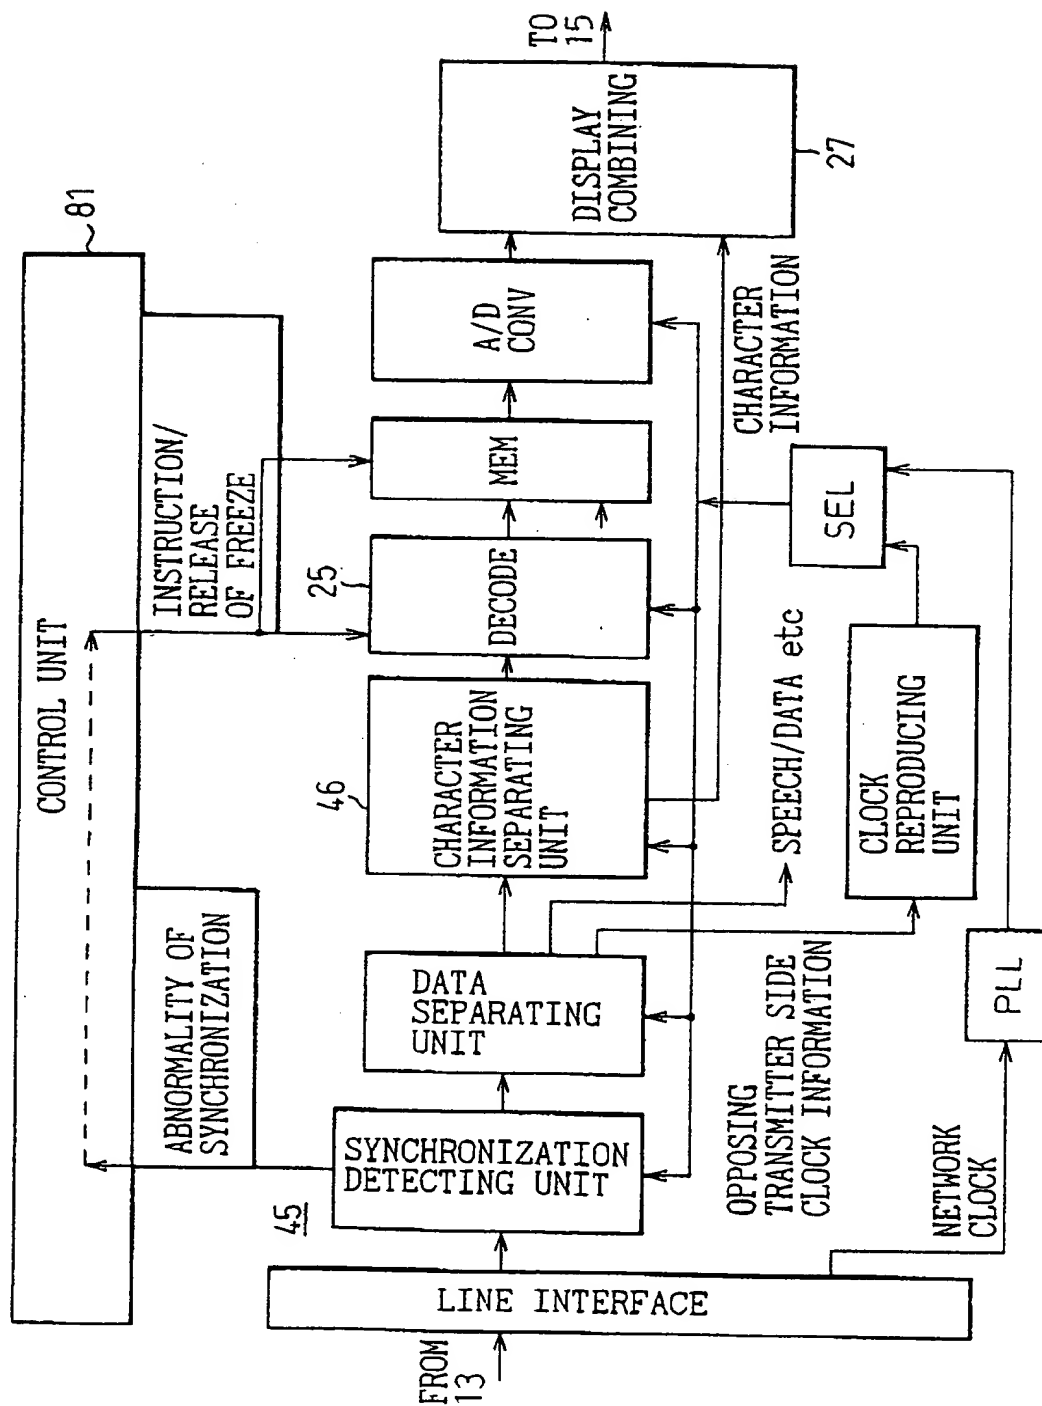 CONTROL UNIT
81
ABNORMALITY OF
SYNCHRONIZATION
INSTRUCTION/
RELEASE
OF FREEZE
45
46
25
FROM
13
LINE INTERFACE
SYNCHRONIZATION
DETECTING UNIT
DATA
SEPARATING
UNIT
CHARACTER
INFORMATION
SEPARATING
UNIT
DECODE
MEM
A/D
CONV
DISPLAY
COMBINING
27
TO
15
CHARACTER
INFORMATION
SPEECH/DATA etc
OPPOSING
TRANSMITTER SIDE
CLOCK INFORMATION
CLOCK
REPRODUCING
UNIT
SEL
NETWORK
CLOCK
PLL